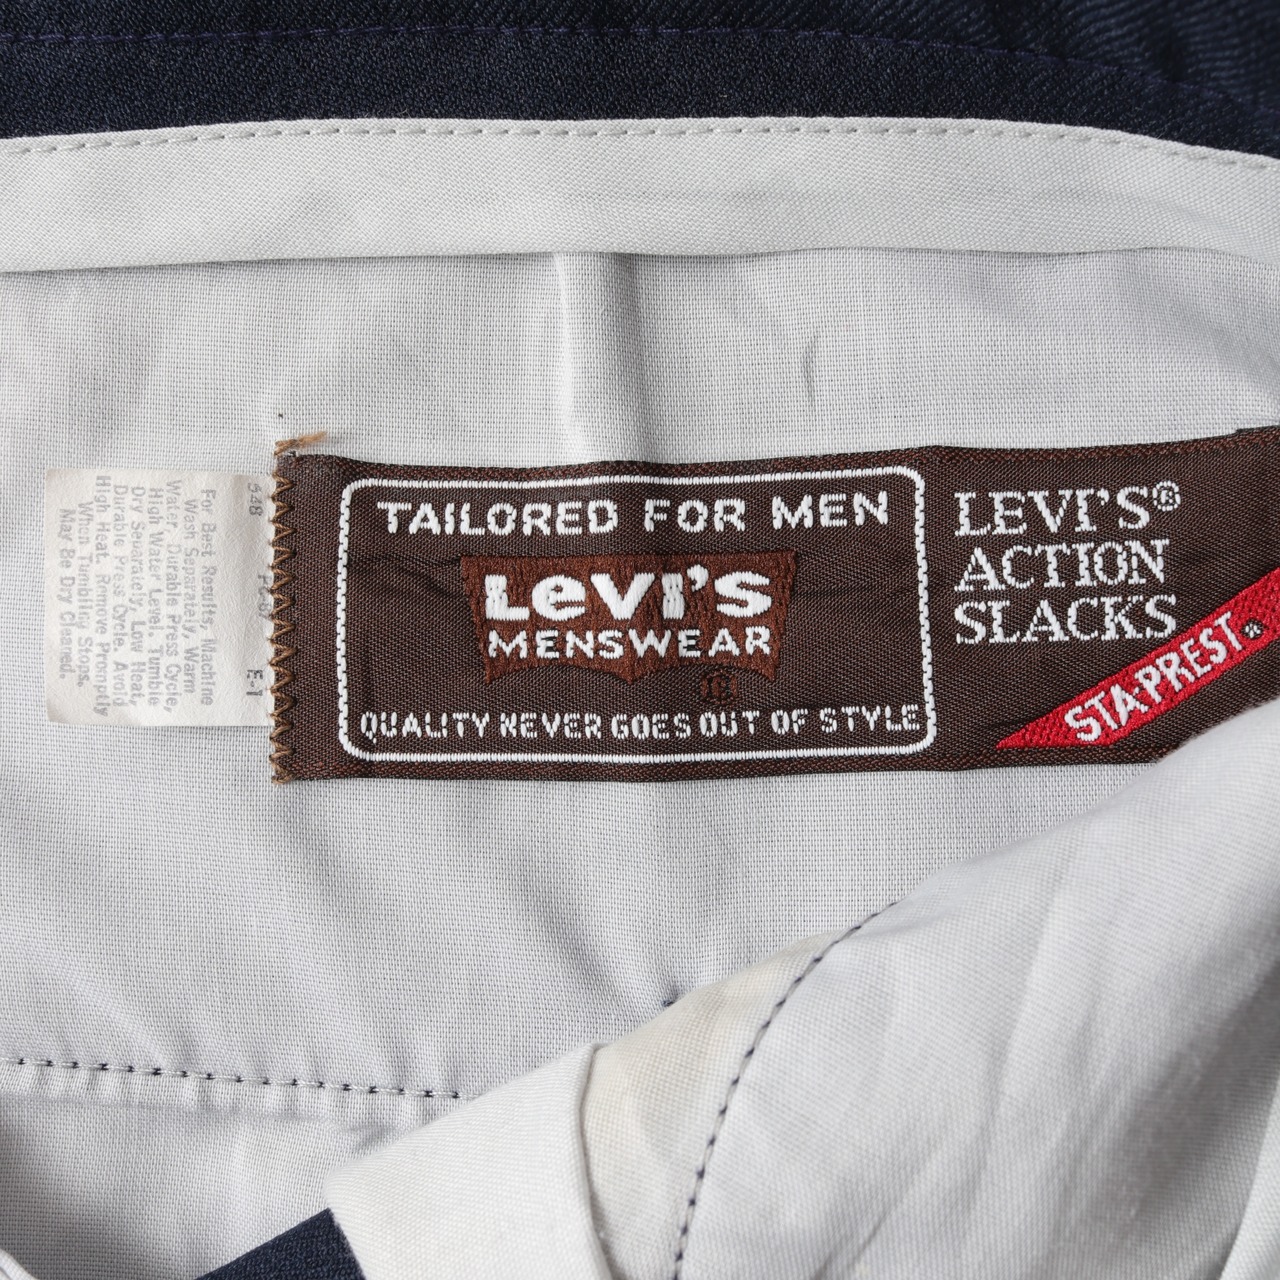 TAILORED FOR MEN
LeVI'S
MENSWEAR
QUALITY NEVER GOES OUT OF STYLE
LEVI'S®
ACTION
SLACKS
STA-PREST®
648
E-1
For Best Results, Machine
Wash Separately, Warm
Water, Durable Press Cycle,
High Water Level. Tumble
Dry Separately, Low Heat,
Durable Press Cycle. Avoid
High Heat. Remove Promptly
When Tumbling Stops.
May Be Dry Cleaned.